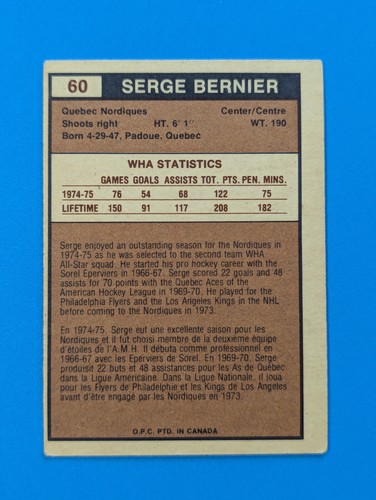 60 SERGE BERNIER
Quebec Nordiques Center/Centre
Shoots right HT. 6' 1" WT. 190
Born 4-29-47, Padoue, Quebec
WHA STATISTICS
GAMES GOALS ASSISTS TOT. PTS. PEN. MINS.
1974-75 76 54 68 122 75
LIFETIME 150 91 117 208 182
Serge enjoyed an outstanding season for the Nordiques in
1974-75 as he was selected to the second team WHA
All-Star squad. He started his pro hockey career with the
Sorel Eperviers in 1966-67. Serge scored 22 goals and 48
assists for 70 points with the Quebec Aces of the
American Hockey League in 1969-70. He played for the
Philadelphia Flyers and the Los Angeles Kings in the NHL
before coming to the Nordiques in 1973.
En 1974-75, Serge eut une excellente saison pour les
Nordiques et il fut choisi membre de la deuxième équipe
d'étoiles de l'A.M.H. Il débuta comme professionnel en
1966-67 avec les Eperviers de Sorel. En 1969-70, Serge
produisit 22 buts et 48 assistances pour les As de Québec
dans la Ligue Américaine. Dans la Ligue Nationale, il joua
pour les Flyers de Philadelphie et les Kings de Los Angeles
avant d'être engagé par les Nordiques en 1973.
O.P.C. PTD. IN CANADA